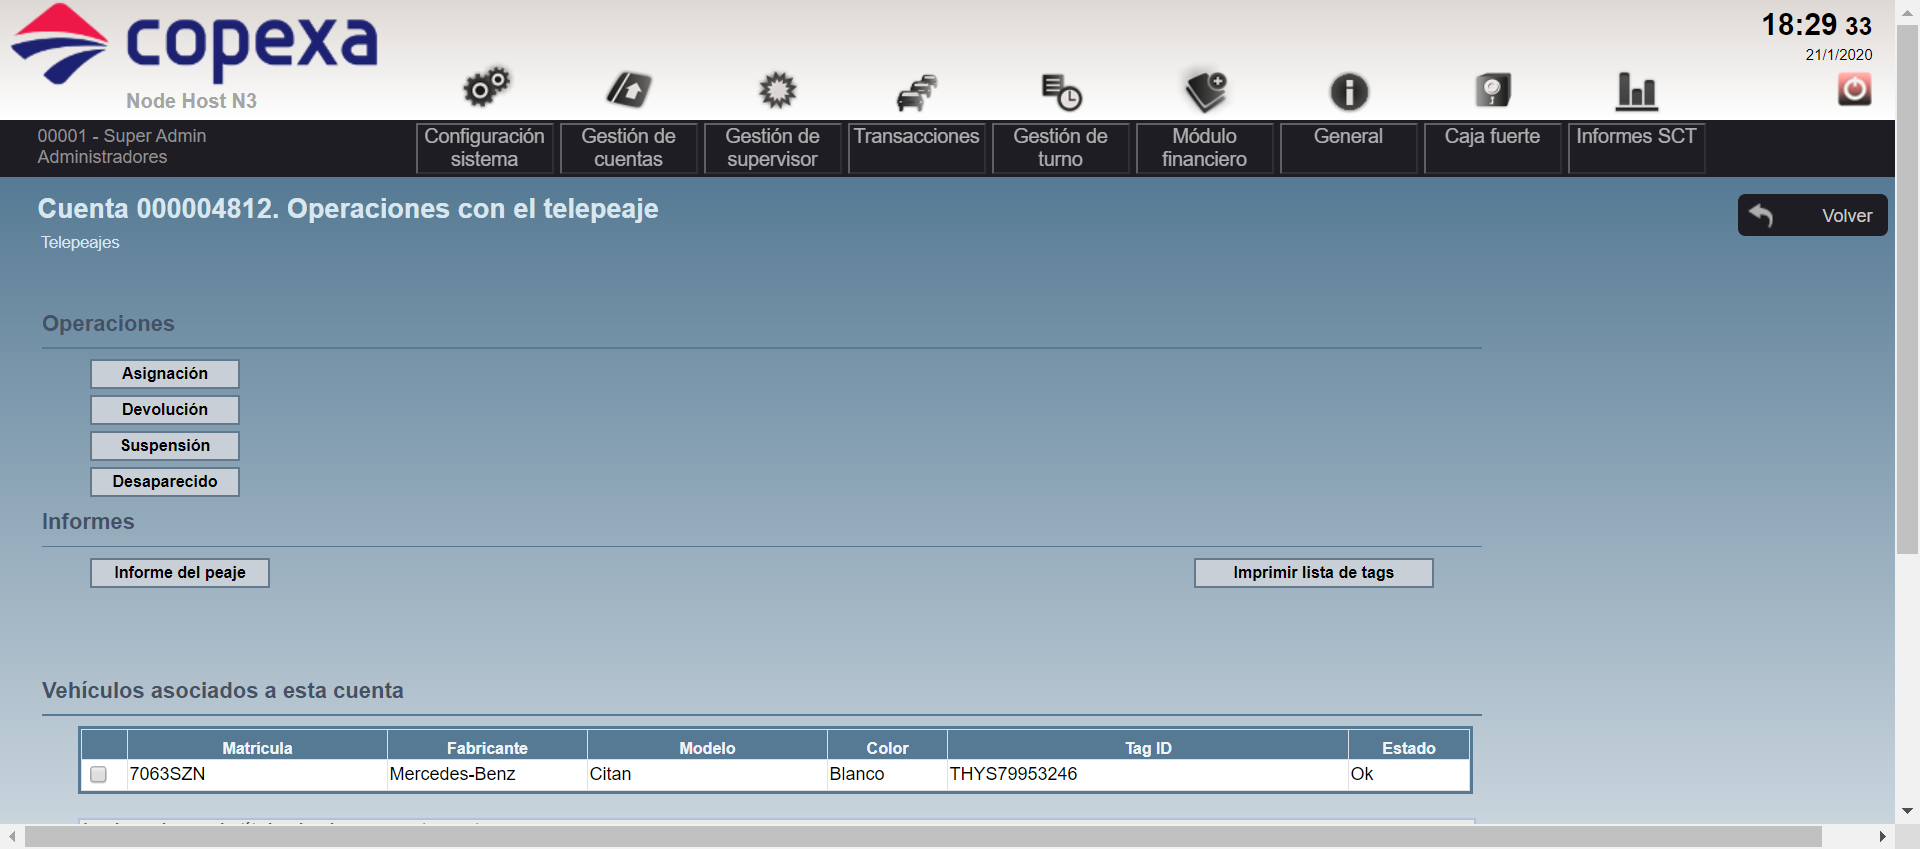 copexa
Node Host N3
18:29 33
21/1/2020
00001 - Super Admin
Administradores
Configuración
sistema
Gestión de
cuentas
Gestión de
supervisor
Transacciones
Gestión de
turno
Módulo
financiero
General
Caja fuerte
Informes SCT
Cuenta 000004812. Operaciones con el telepeaje
Telepeajes
Volver
Operaciones
Asignación
Devolución
Suspensión
Desaparecido
Informes
Informe del peaje
Imprimir lista de tags
Vehículos asociados a esta cuenta
Matrícula Fabricante Modelo Color Tag ID Estado
7063SZN Mercedes-Benz Citan Blanco THYS79953246 Ok